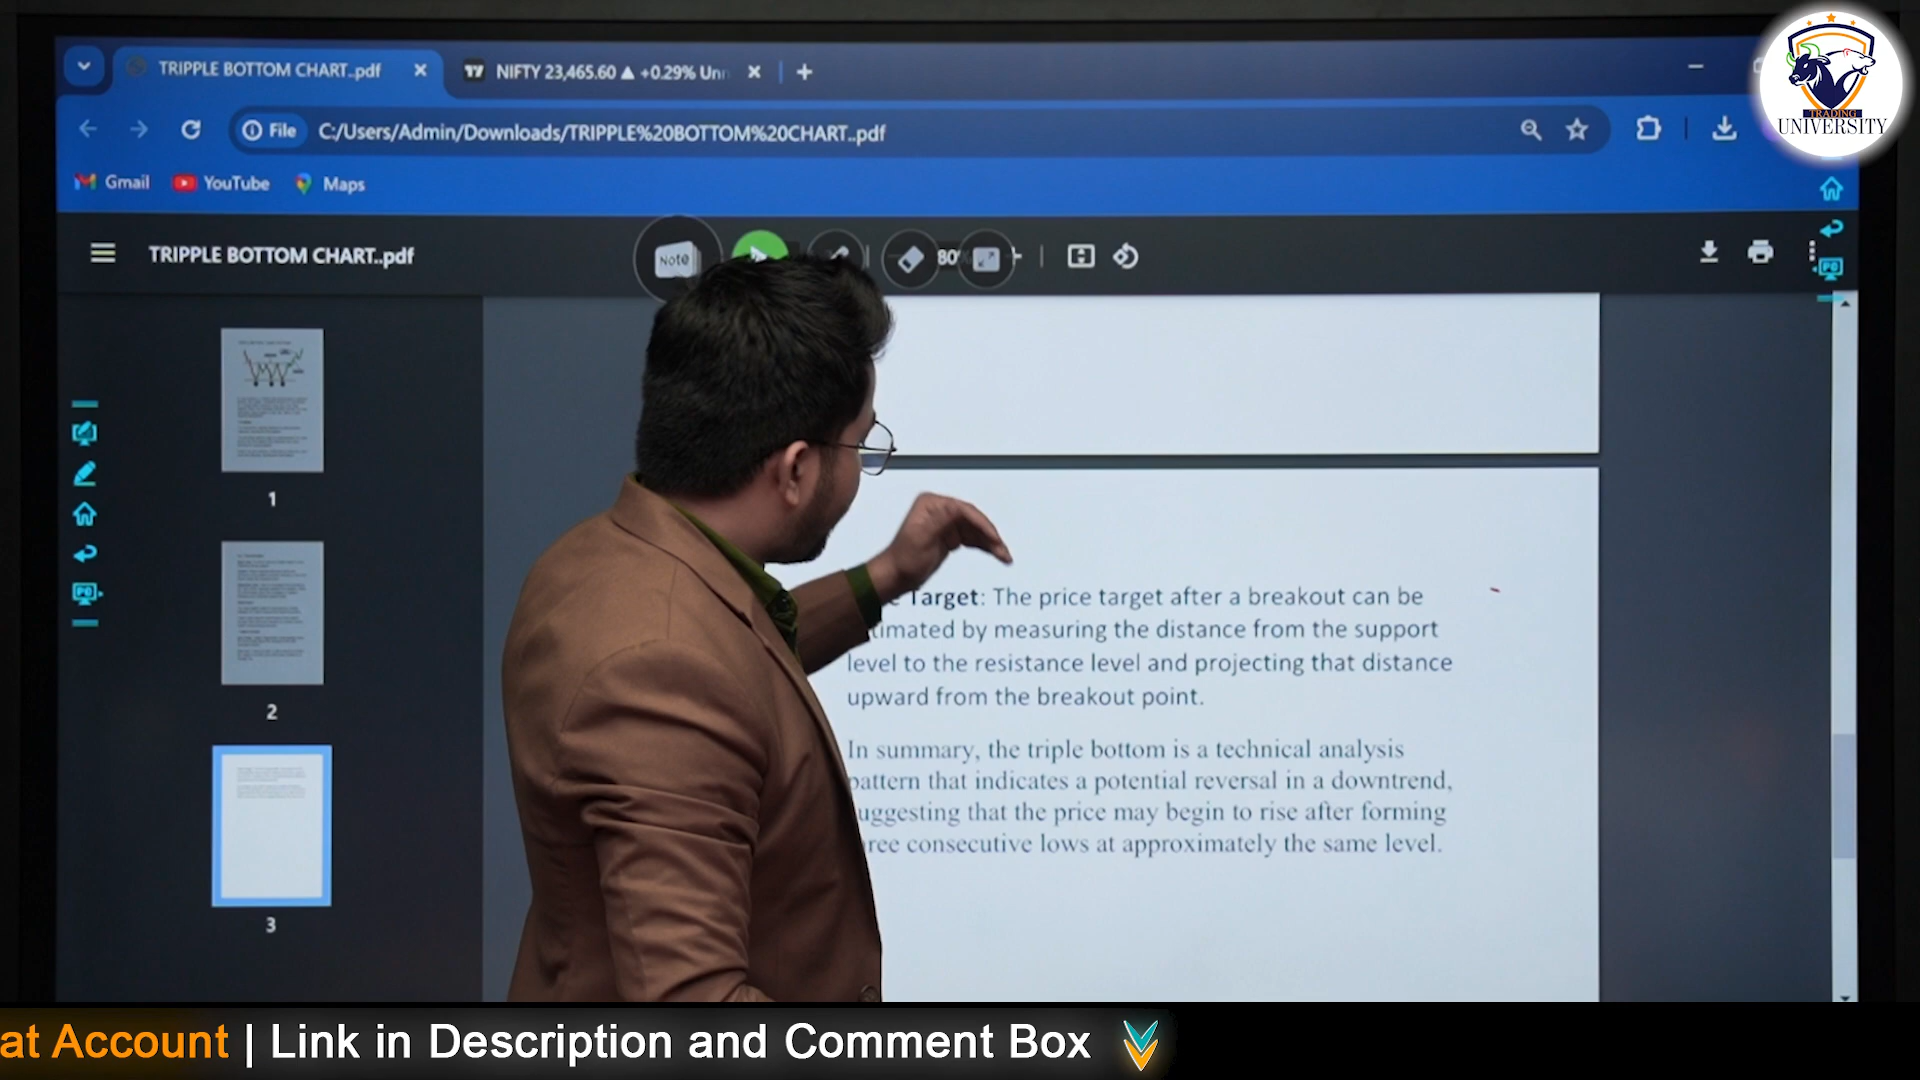 TRIPPLE BOTTOM CHART..pdf
NIFTY 23,465.60 ▲ +0.29% Un
File
C:/Users/Admin/Downloads/TRIPPLE%20BOTTOM%20CHART..pdf
Gmail
YouTube
Maps
TRADING
UNIVERSITY
TRIPPLE BOTTOM CHART..pdf
Note
80
1
2
3
Target: The price target after a breakout can be
timated by measuring the distance from the support
level to the resistance level and projecting that distance
upward from the breakout point.
In summary, the triple bottom is a technical analysis
pattern that indicates a potential reversal in a downtrend,
uggesting that the price may begin to rise after forming
ree consecutive lows at approximately the same level.
at Account | Link in Description and Comment Box